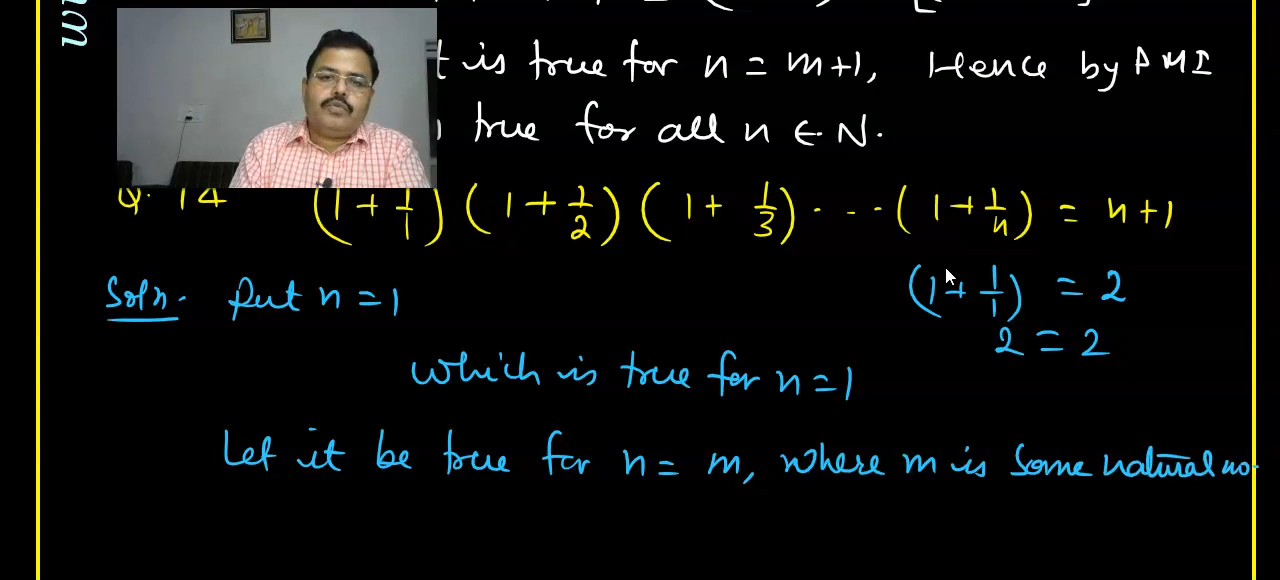 t is true for n = m+1, Hence by PMI
true for all n ∈ N.
Q. 14 (1 + 1/1) (1 + 1/2) (1 + 1/3) . - - . (1 + 1/n) = n+1
Soln. Put n = 1
(1 + 1/1) = 2
2 = 2
which is true for n = 1
Let it be true for n = m, where m is some natural no.